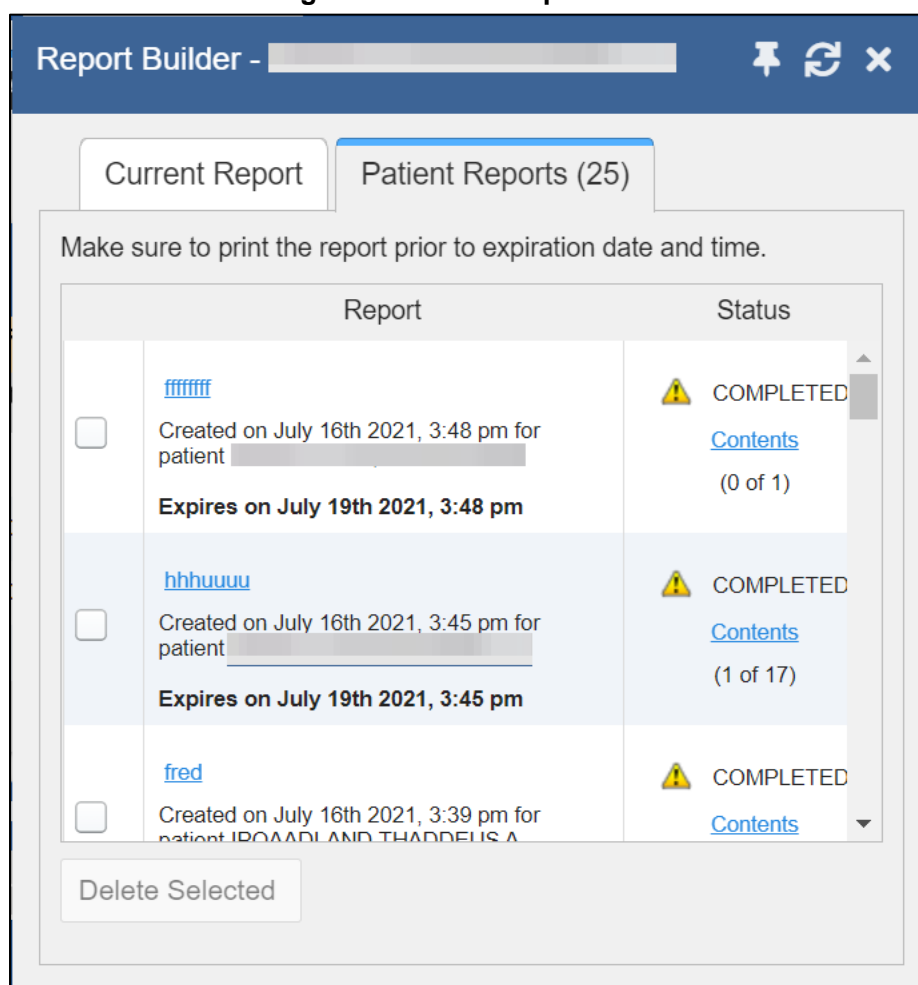 Report Builder -
Current Report
Patient Reports (25)
Make sure to print the report prior to expiration date and time.
Report Status
ffffffff
COMPLETED
Created on July 16th 2021, 3:48 pm for
Contents
patient
(0 of 1)
Expires on July 19th 2021, 3:48 pm
hhhuuuu
COMPLETED
Created on July 16th 2021, 3:45 pm for
Contents
patient
(1 of 17)
Expires on July 19th 2021, 3:45 pm
fred
COMPLETED
Created on July 16th 2021, 3:39 pm for
Contents
patient
Delete Selected